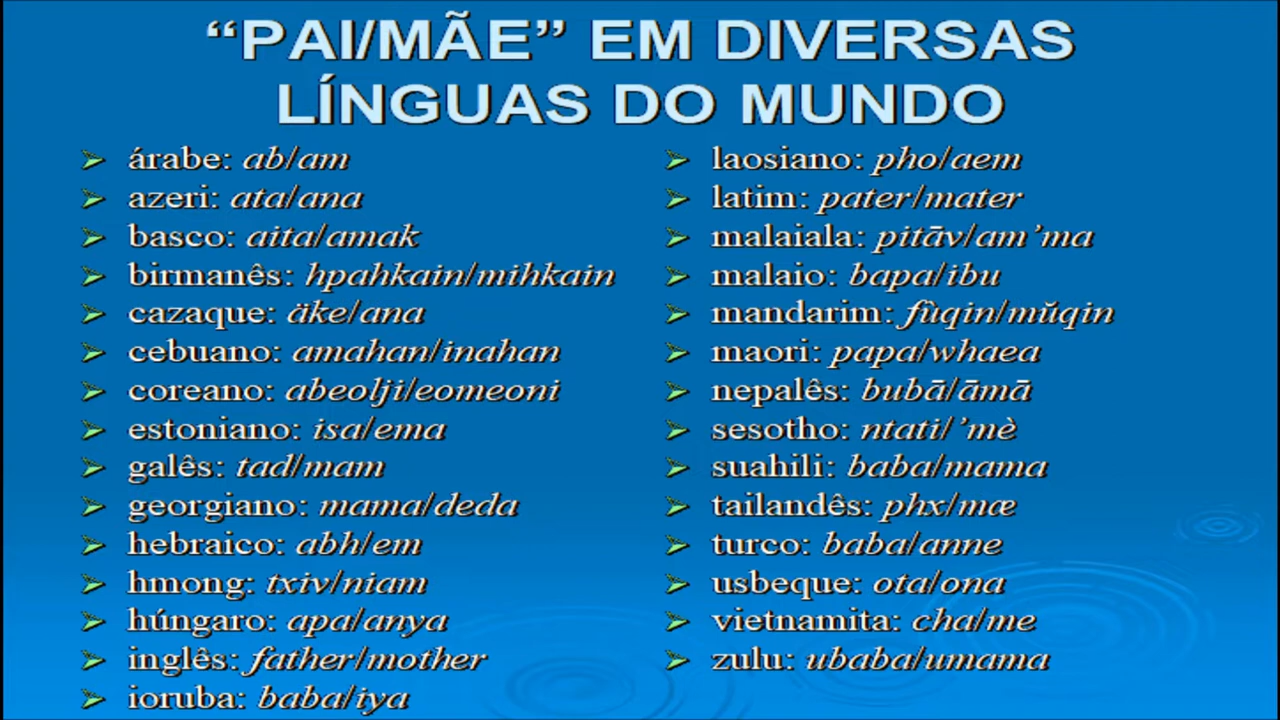 “PAI/MÃE” EM DIVERSAS
LÍNGUAS DO MUNDO
árabe: ab/am
azeri: ata/ana
basco: aita/amak
birmanês: hpahkain/mihkain
cazaque: äke/ana
cebuano: amahan/inahan
coreano: abeolji/eomeoni
estoniano: isa/ema
galês: tad/mam
georgiano: mama/deda
hebraico: abh/em
hmong: txiv/niam
húngaro: apa/anya
inglês: father/mother
ioruba: baba/iya
laosiano: pho/aem
latim: pater/mater
malaiala: pitāv/am’ma
malaio: bapa/ibu
mandarim: fùqin/mŭqin
maori: papa/whaea
nepalês: bubā/āmā
sesotho: ntati/’mè
suahili: baba/mama
tailandês: phx/mæ
turco: baba/anne
usbeque: ota/ona
vietnamita: cha/me
zulu: ubaba/umama